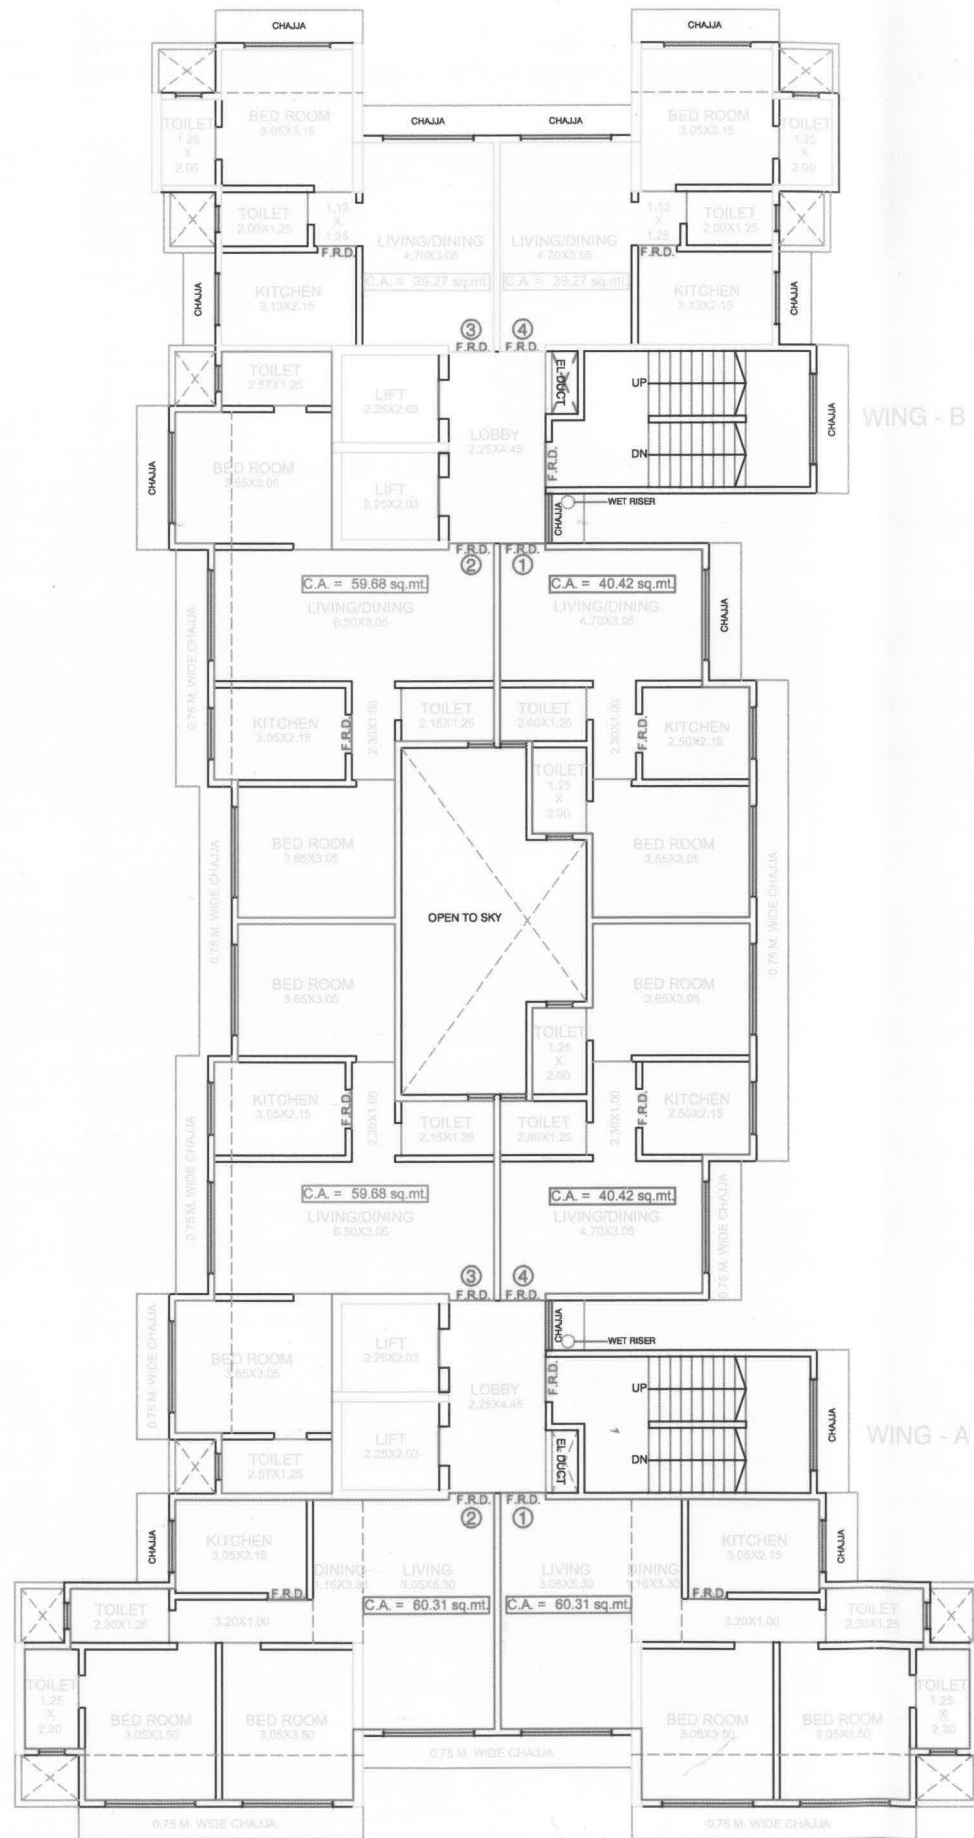 CHAJJA
CHAJJA
BED ROOM
3.05X3.15
BED ROOM
3.05X2.15
TOILET
1.25
X
2.00
TOILET
1.25
X
2.00
CHAJJA
CHAJJA
TOILET
2.00X1.25
1.13
X
1.25
F.R.D.
LIVING/DINING
4.70X3.05
C.A. = 39.27 sq.mt.
LIVING/DINING
4.70X3.05
C.A. = 39.27 sq.mt.
1.13
X
1.25
F.R.D.
TOILET
2.00X1.25
CHAJJA
KITCHEN
3.13X2.15
KITCHEN
3.13X2.15
CHAJJA
3
F.R.D.
4
F.R.D.
TOILET
2.57X1.25
LIFT
2.25X2.03
EL-DUCT
UP
DN
CHAJJA
WING - B
LOBBY
2.25X4.45
F.R.D.
CHAJJA
BED ROOM
3.65X3.05
LIFT
2.25X2.03
CHAJJA
WET RISER
F.R.D.
2
F.R.D.
1
C.A. = 59.68 sq.mt.
LIVING/DINING
6.50X3.05
C.A. = 40.42 sq.mt.
LIVING/DINING
4.70X3.05
CHAJJA
0.75 M. WIDE CHAJJA
KITCHEN
3.05X2.15
F.R.D.
2.30X1.00
TOILET
2.15X1.25
TOILET
2.00X1.25
2.30X1.00
F.R.D.
KITCHEN
2.50X2.15
TOILET
1.25
X
2.00
BED ROOM
3.65X3.05
BED ROOM
3.65X3.05
0.75 M. WIDE CHAJJA
OPEN TO SKY
0.75 M. WIDE CHAJJA
BED ROOM
3.65X3.05
BED ROOM
3.65X3.05
TOILET
1.25
X
2.00
KITCHEN
3.05X2.15
F.R.D.
2.30X1.00
TOILET
2.15X1.25
TOILET
2.00X1.25
2.30X1.00
F.R.D.
KITCHEN
2.50X2.15
0.75 M. WIDE CHAJJA
C.A. = 59.68 sq.mt.
LIVING/DINING
6.50X3.05
C.A. = 40.42 sq.mt.
LIVING/DINING
4.70X3.05
0.75 M. WIDE CHAJJA
3
F.R.D.
4
F.R.D.
CHAJJA
WET RISER
0.75 M. WIDE CHAJJA
BED ROOM
3.65X3.05
LIFT
2.25X2.03
LOBBY
2.25X4.45
F.R.D.
UP
DN
CHAJJA
WING - A
LIFT
2.25X2.03
EL-DUCT
TOILET
2.57X1.25
F.R.D.
2
F.R.D.
1
CHAJJA
KITCHEN
3.05X2.15
F.R.D.
DINING
3.16X3.30
LIVING
3.05X5.30
C.A. = 60.31 sq.mt.
LIVING
3.05X5.30
C.A. = 60.31 sq.mt.
DINING
3.16X3.30
KITCHEN
3.05X2.15
F.R.D.
CHAJJA
TOILET
2.30X1.25
3.20X1.00
3.20X1.00
TOILET
2.30X1.25
TOILET
1.25
X
2.30
BED ROOM
3.05X3.50
BED ROOM
3.05X3.50
BED ROOM
3.05X3.50
BED ROOM
3.05X3.50
TOILET
1.25
X
2.30
0.75 M. WIDE CHAJJA
0.75 M. WIDE CHAJJA
0.75 M. WIDE CHAJJA